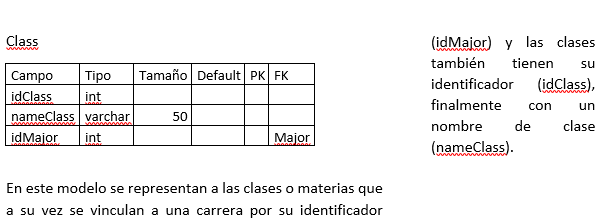 Class
Campo Tipo Tamaño Default PK FK
idClass int
nameClass varchar 50
idMajor int Major
En este modelo se representan a las clases o materias que
a su vez se vinculan a una carrera por su identificador
(idMajor) y las clases
también tienen su
identificador (idClass),
finalmente con un
nombre de clase
(nameClass).